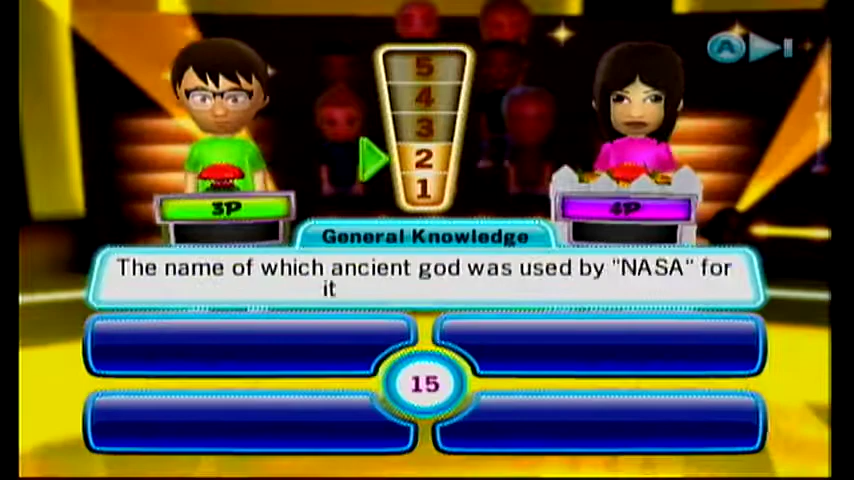 A
5
4
3
2
1
3P
4P
General Knowledge
The name of which ancient god was used by "NASA" for
it
15